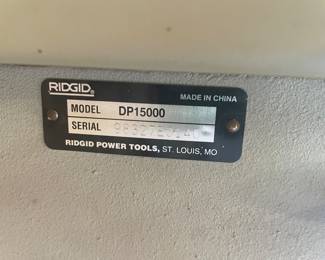 RIDGID
MADE IN CHINA
MODEL DP15000
SERIAL
RIDGID POWER TOOLS, ST. LOUIS, MO